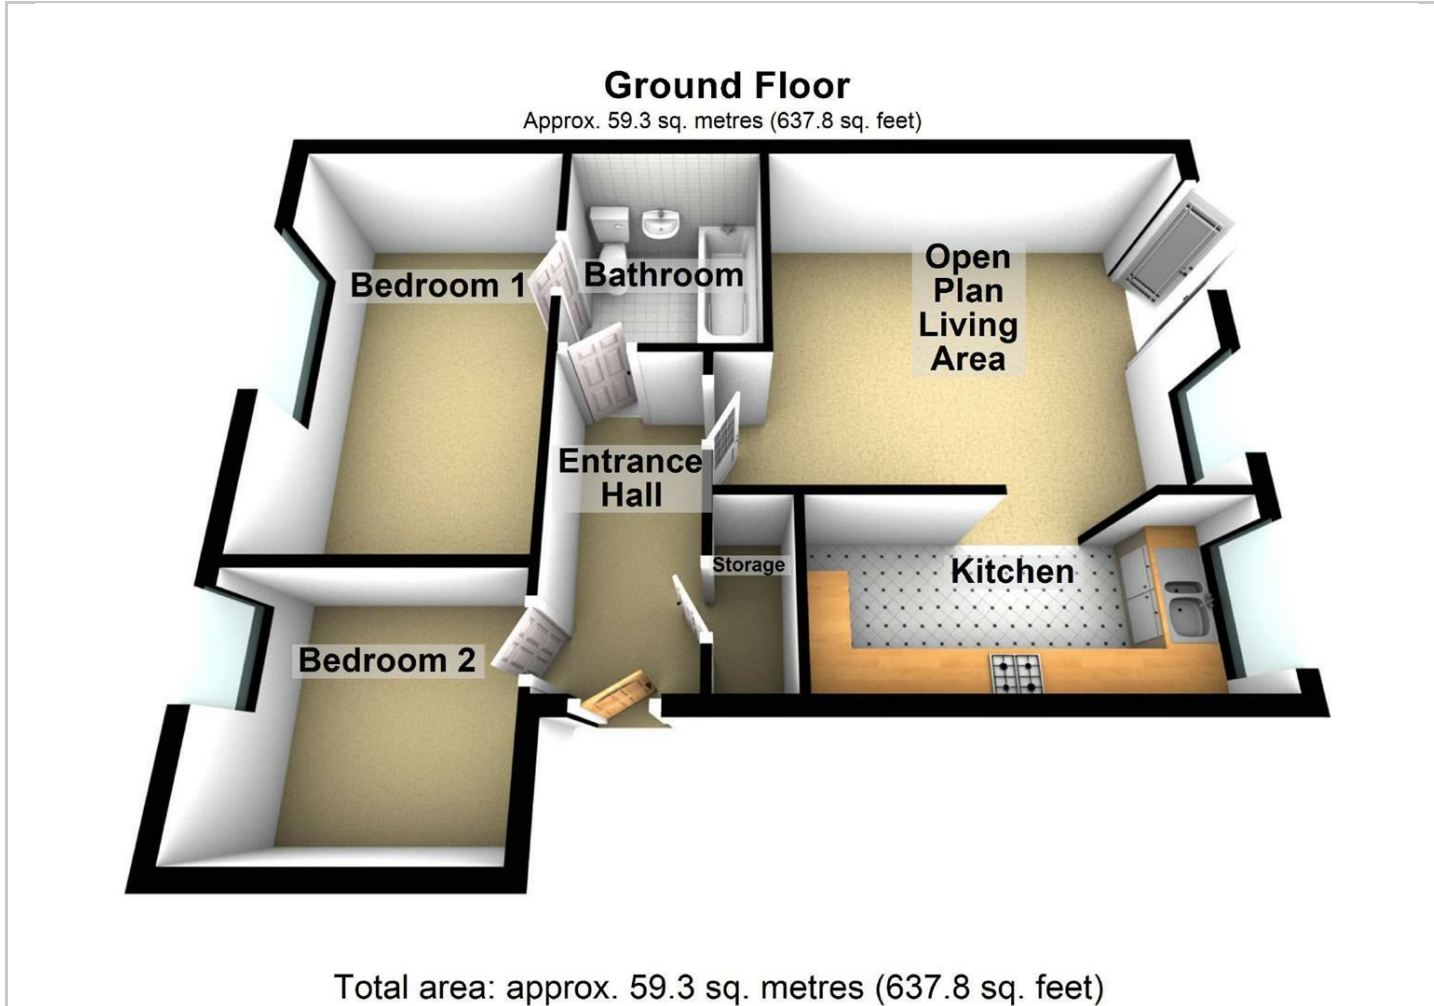 Ground Floor
Approx. 59.3 sq. metres (637.8 sq. feet)
Bedroom 1
Bathroom
Open
Plan
Living
Area
Entrance
Hall
Storage
Kitchen
Bedroom 2
Total area: approx. 59.3 sq. metres (637.8 sq. feet)